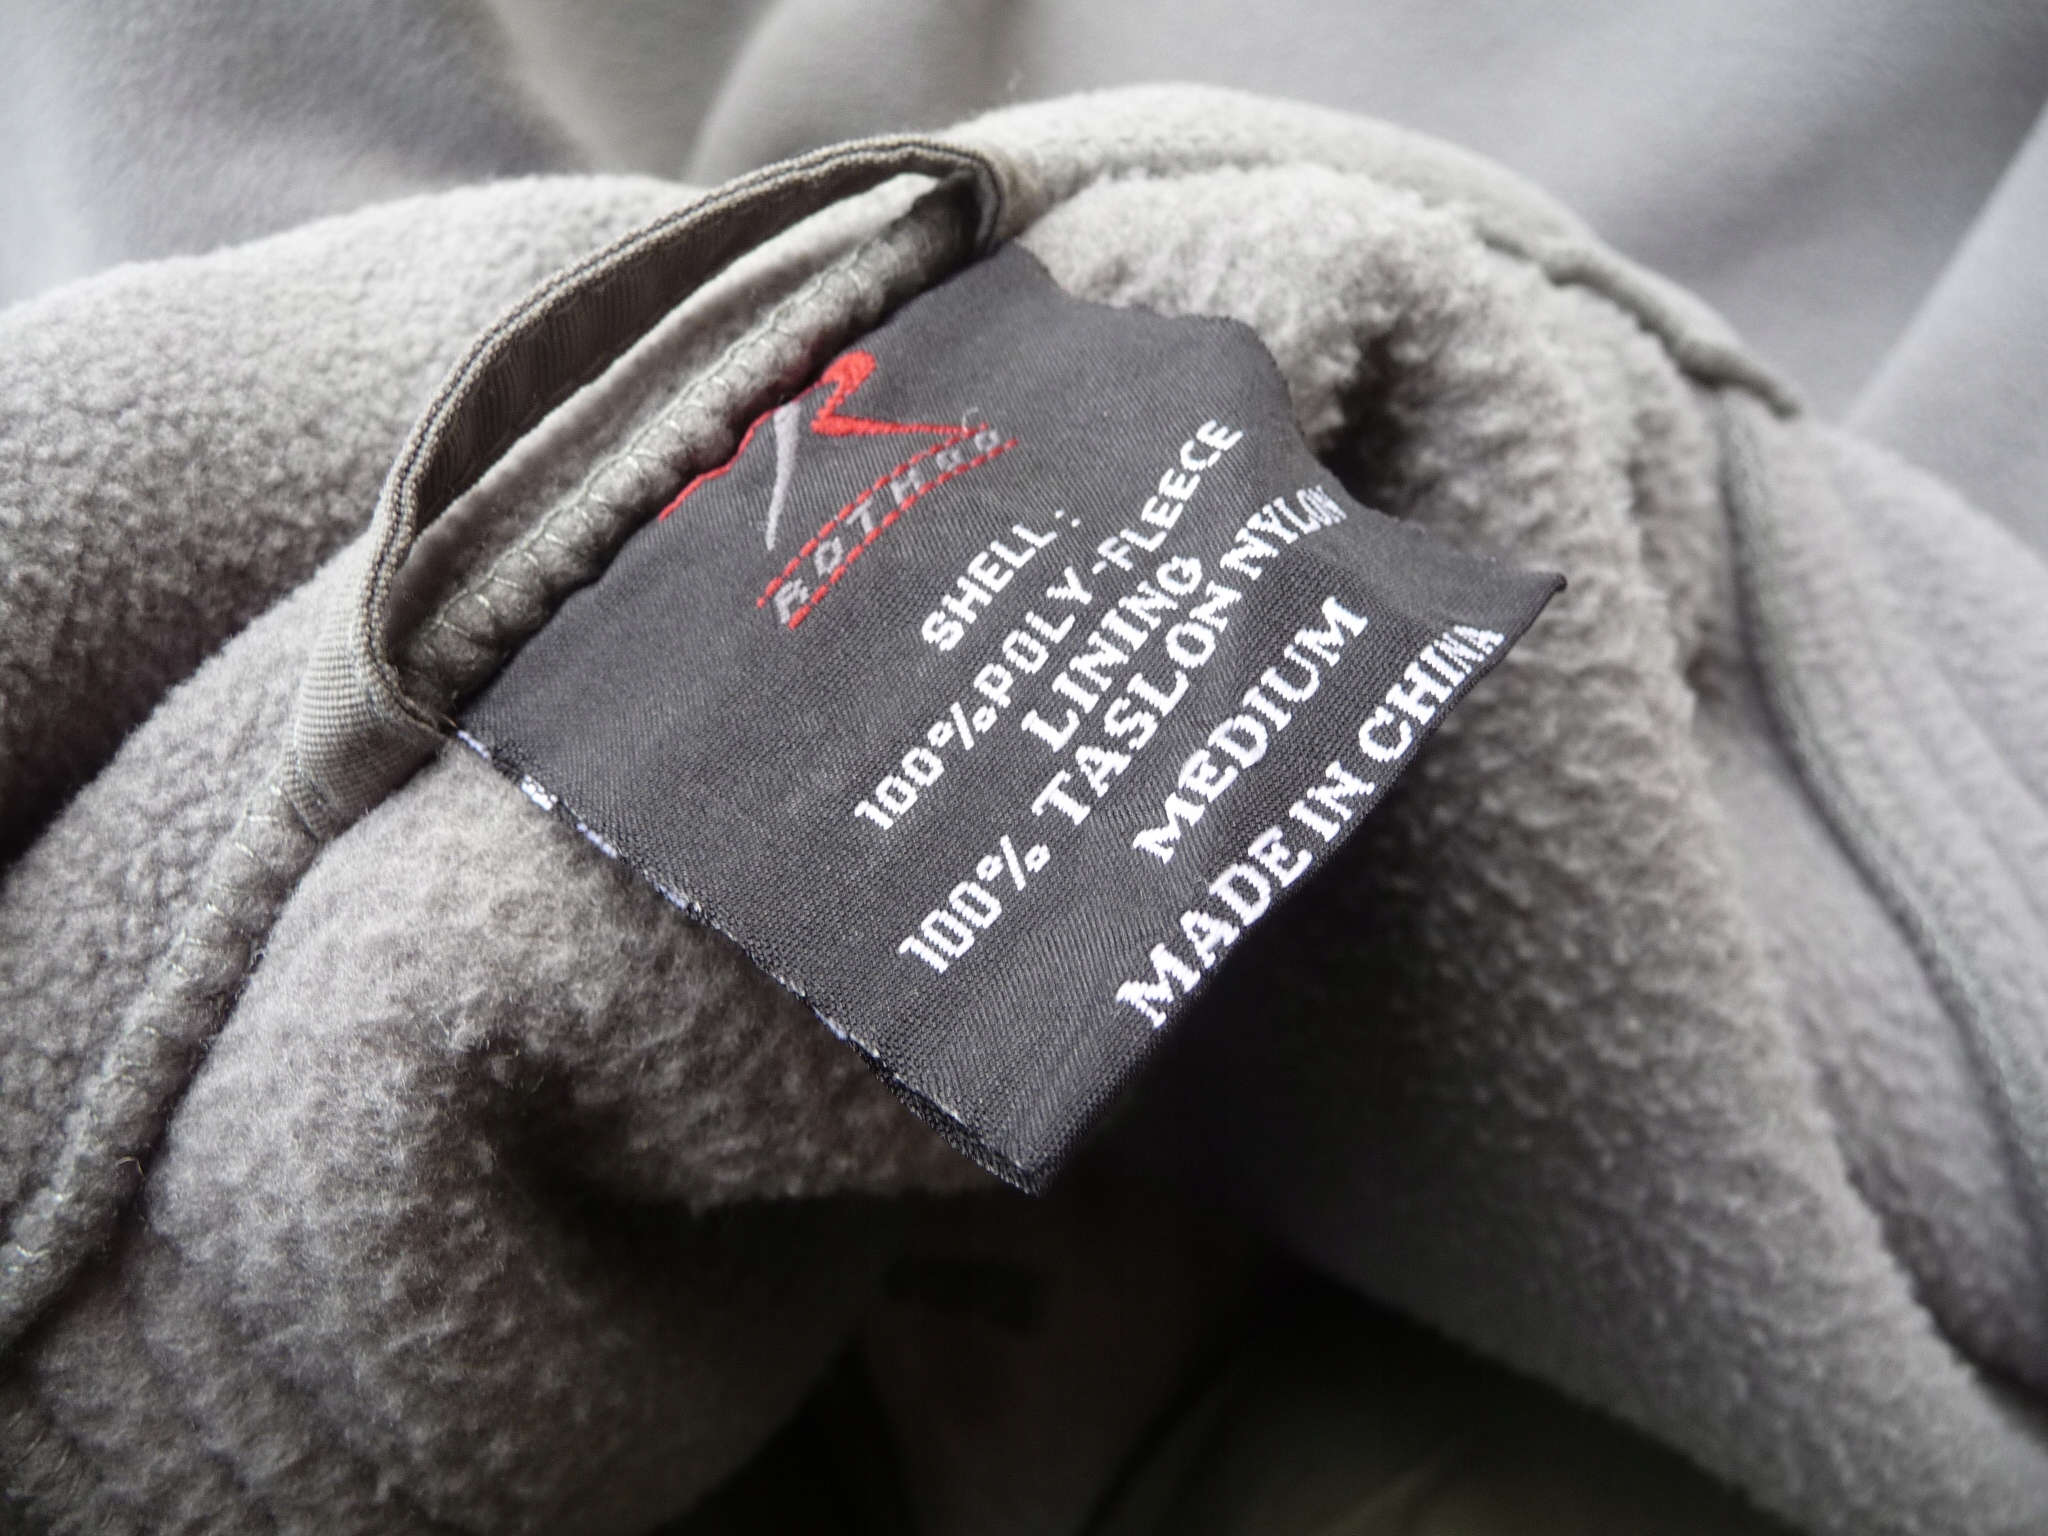 ROTHCO
SHELL:
100%POLY-FLEECE
LINING
100% TASLON NYLON
MEDIUM
MADE IN CHINA